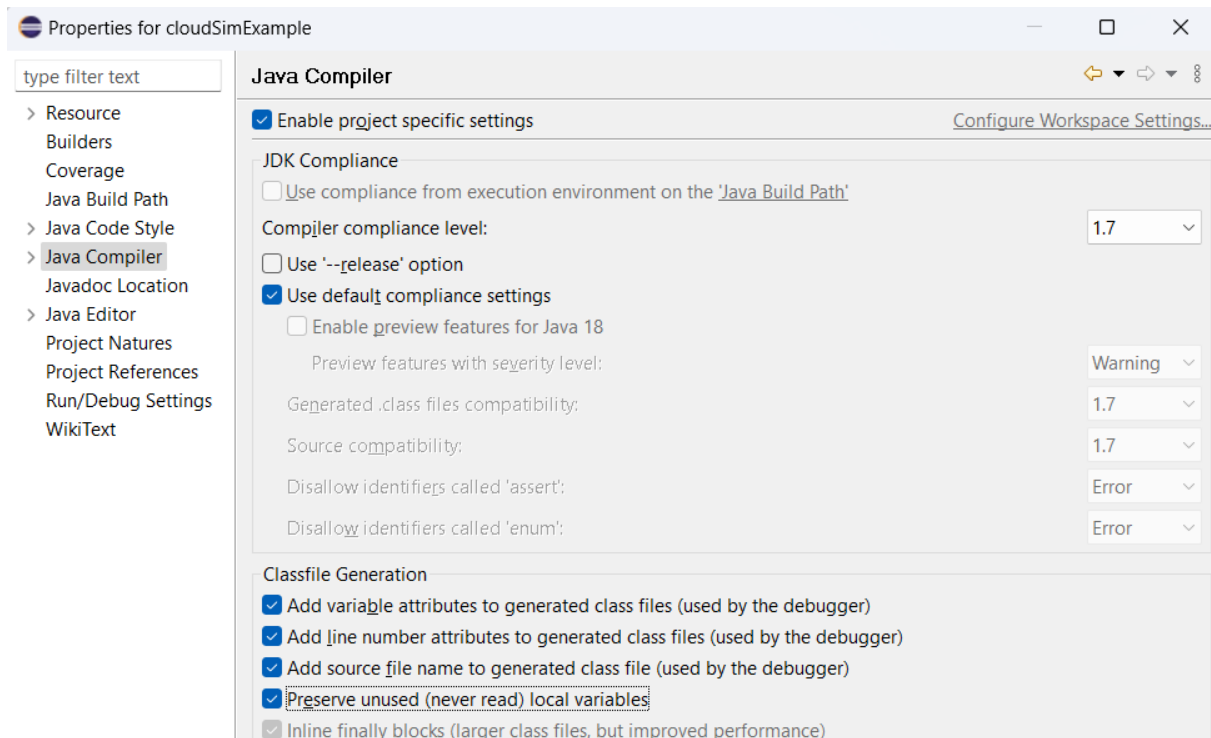 Properties for cloudSimExample
type filter text
Resource
Builders
Coverage
Java Build Path
Java Code Style
Java Compiler
Javadoc Location
Java Editor
Project Natures
Project References
Run/Debug Settings
WikiText
Java Compiler
Enable project specific settings
Configure Workspace Settings...
JDK Compliance
Use compliance from execution environment on the 'Java Build Path'
Compiler compliance level: 1.7
Use '--release' option
Use default compliance settings
Enable preview features for Java 18
Preview features with severity level: Warning
Generated .class files compatibility: 1.7
Source compatibility: 1.7
Disallow identifiers called 'assert': Error
Disallow identifiers called 'enum': Error
Classfile Generation
Add variable attributes to generated class files (used by the debugger)
Add line number attributes to generated class files (used by the debugger)
Add source file name to generated class file (used by the debugger)
Preserve unused (never read) local variables
Inline finally blocks (larger class files, but improved performance)